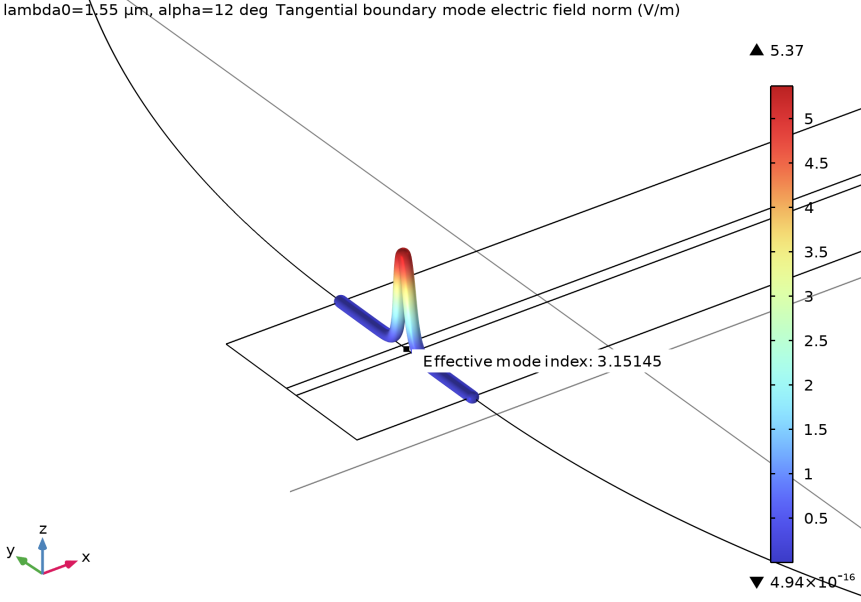 lambda0=1.55 μm, alpha=12 deg Tangential boundary mode electric field norm (V/m)
▲ 5.37
5
4.5
4
3.5
3
2.5
2
1.5
1
0.5
▼ 4.94×10⁻¹⁶
Effective mode index: 3.15145
z
y
x